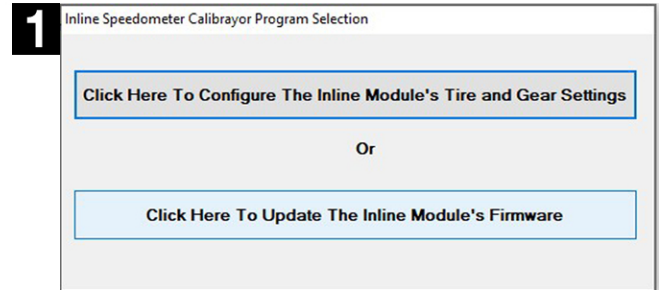 1
Inline Speedometer Calibrayor Program Selection
Click Here To Configure The Inline Module's Tire and Gear Settings
Or
Click Here To Update The Inline Module's Firmware